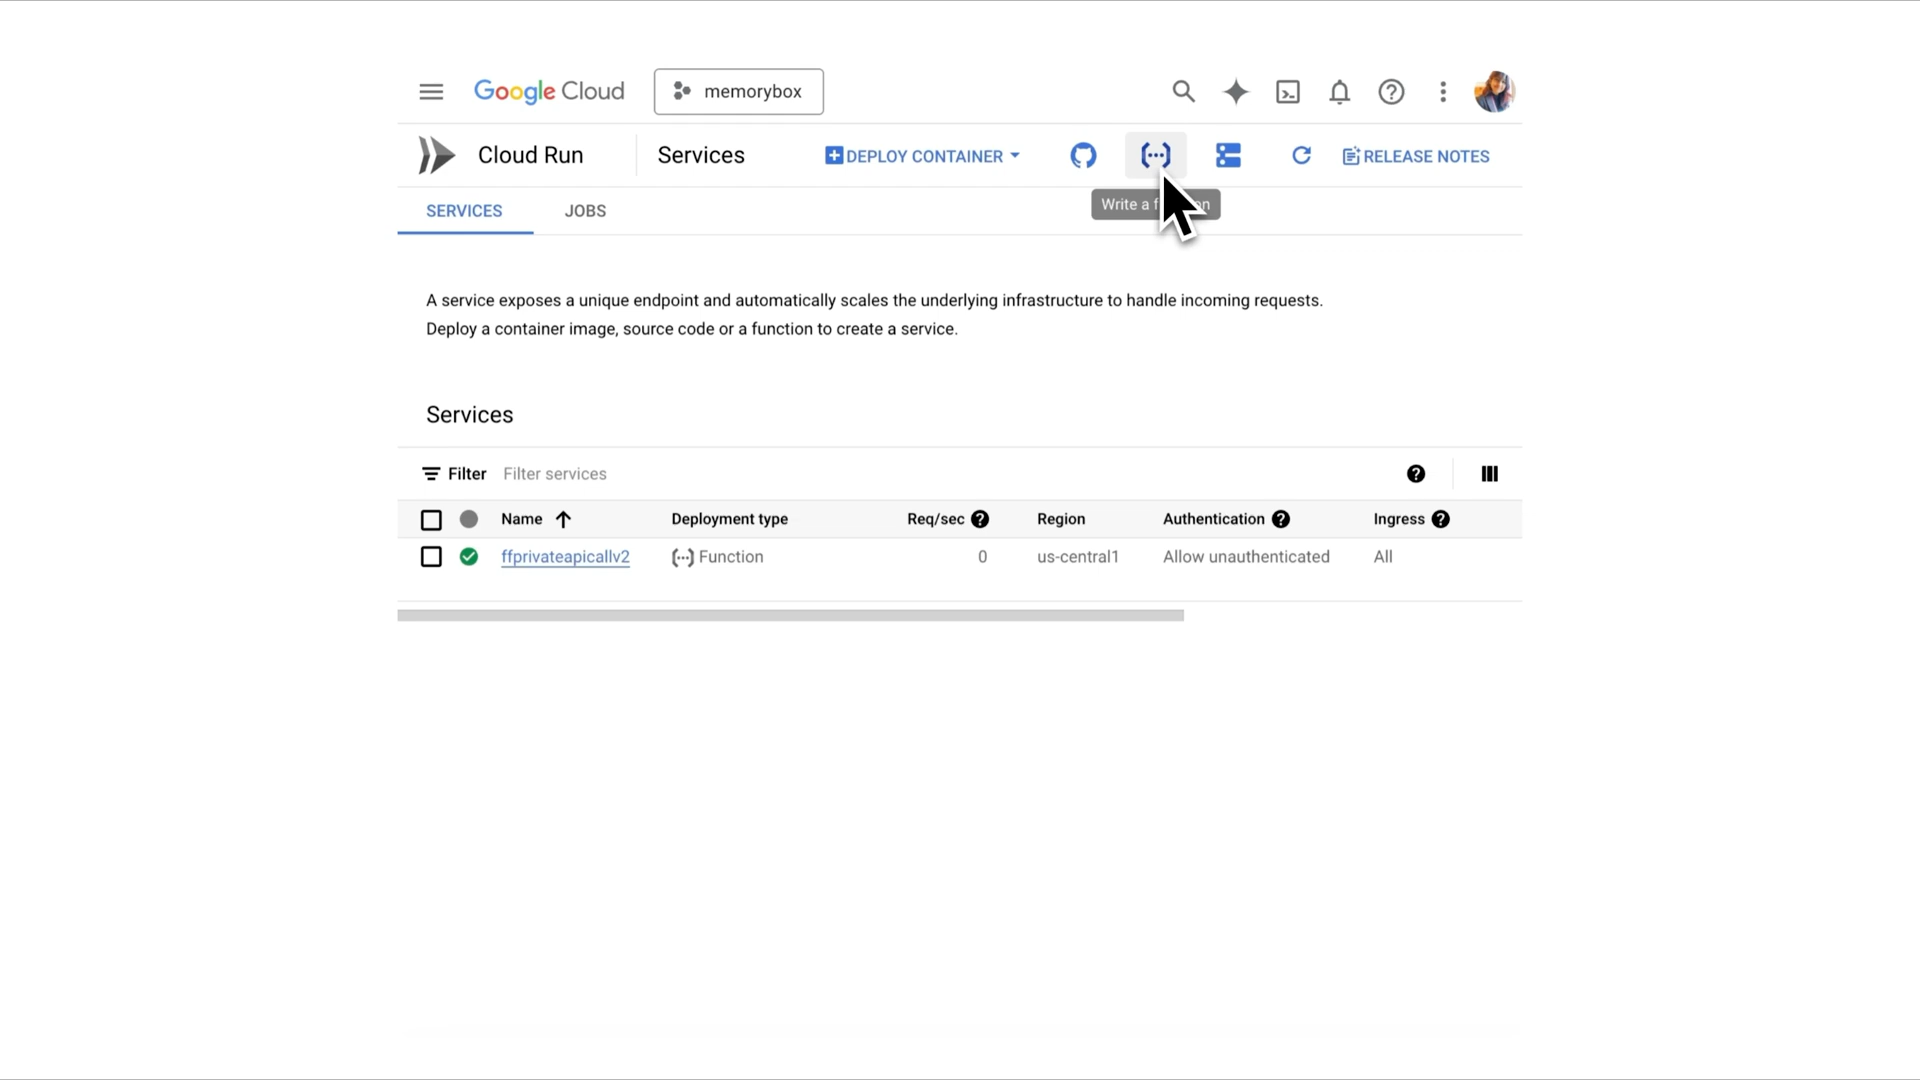 Google Cloud memorybox
Cloud Run Services DEPLOY CONTAINER RELEASE NOTES
Write a
SERVICES JOBS
A service exposes a unique endpoint and automatically scales the underlying infrastructure to handle incoming requests.
Deploy a container image, source code or a function to create a service.
Services
Filter Filter services
Name Deployment type Req/sec Region Authentication Ingress
ffprivateapicallv2 Function 0 us-central1 Allow unauthenticated All